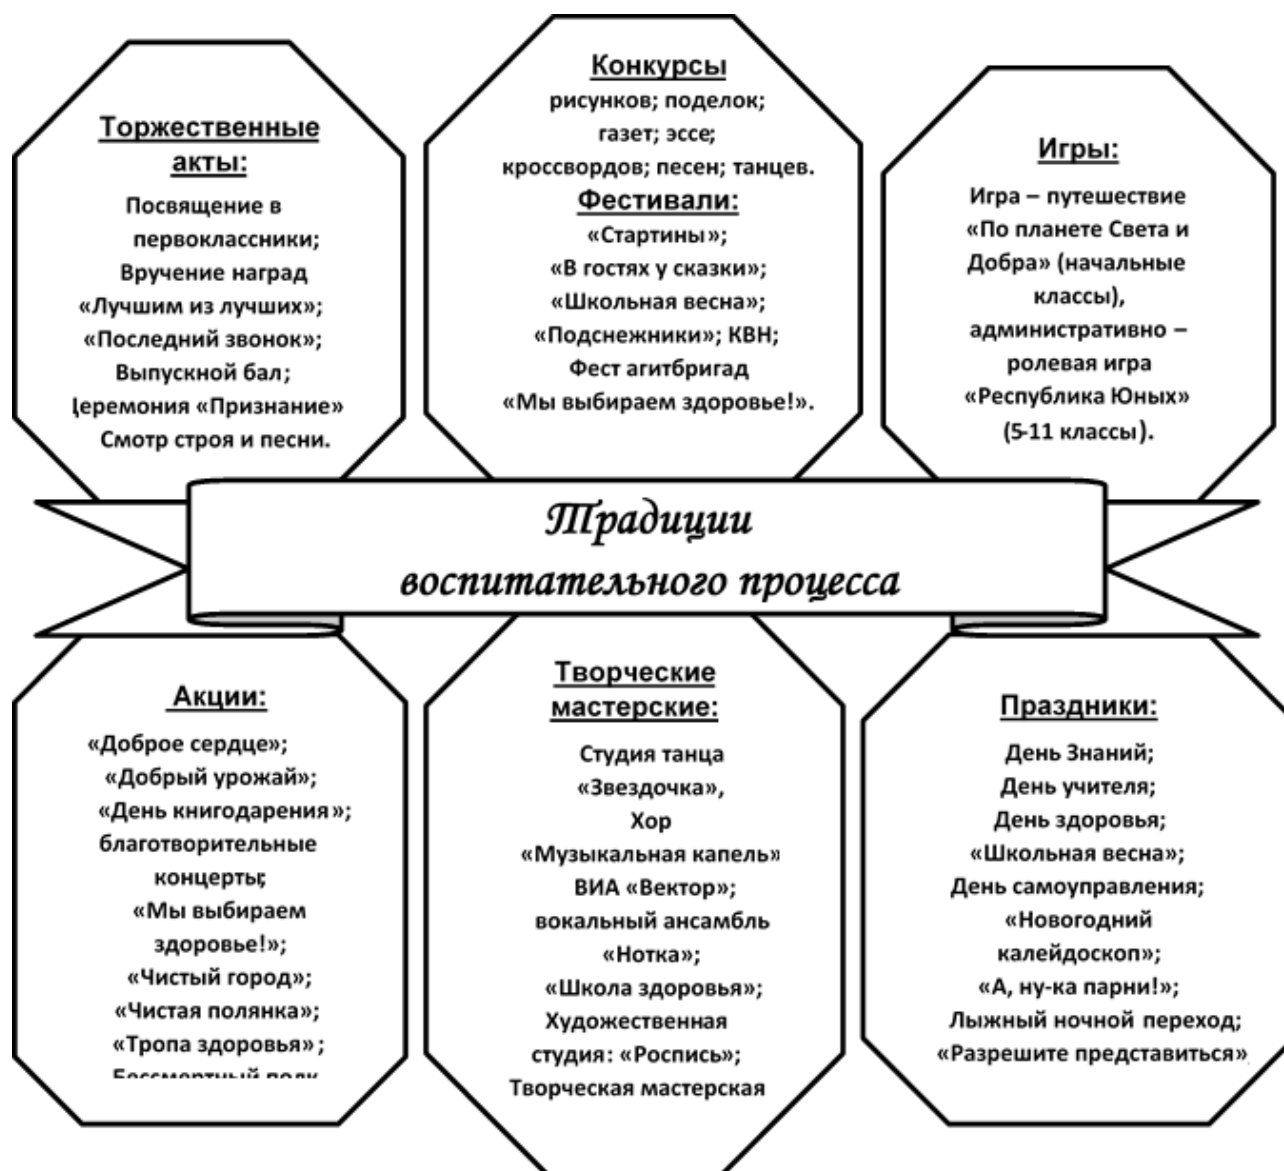 Торжественные
акты:
Посвящение в
первоклассники;
Вручение наград
«Лучшим из лучших»;
«Последний звонок»;
Выпускной бал;
Церемония «Признание»
Смотр строя и песни.
Конкурсы
рисунков; поделок;
газет; эссе;
кроссвордов; песен; танцев.
Фестивали:
«Стартины»;
«В гостях у сказки»;
«Школьная весна»;
«Подснежники»; КВН;
Фест агитбригад
«Мы выбираем здоровье!».
Игры:
Игра – путешествие
«По планете Света и
Добра» (начальные
классы),
административно –
ролевая игра
«Республика Юных»
(5-11 классы).
Традиции
воспитательного процесса
Акции:
«Доброе сердце»;
«Добрый урожай»;
«День книгодарения»;
благотворительные
концерты;
«Мы выбираем
здоровье!»;
«Чистый город»;
«Чистая полянка»;
«Тропа здоровья»;
Бессмертный полк
Творческие
мастерские:
Студия танца
«Звездочка»,
Хор
«Музыкальная капель»
ВИА «Вектор»;
вокальный ансамбль
«Нотка»;
«Школа здоровья»;
Художественная
студия: «Роспись»;
Творческая мастерская
Праздники:
День Знаний;
День учителя;
День здоровья;
«Школьная весна»;
День самоуправления;
«Новогодний
калейдоскоп»;
«А, ну-ка парни!»;
Лыжный ночной переход;
«Разрешите представиться»